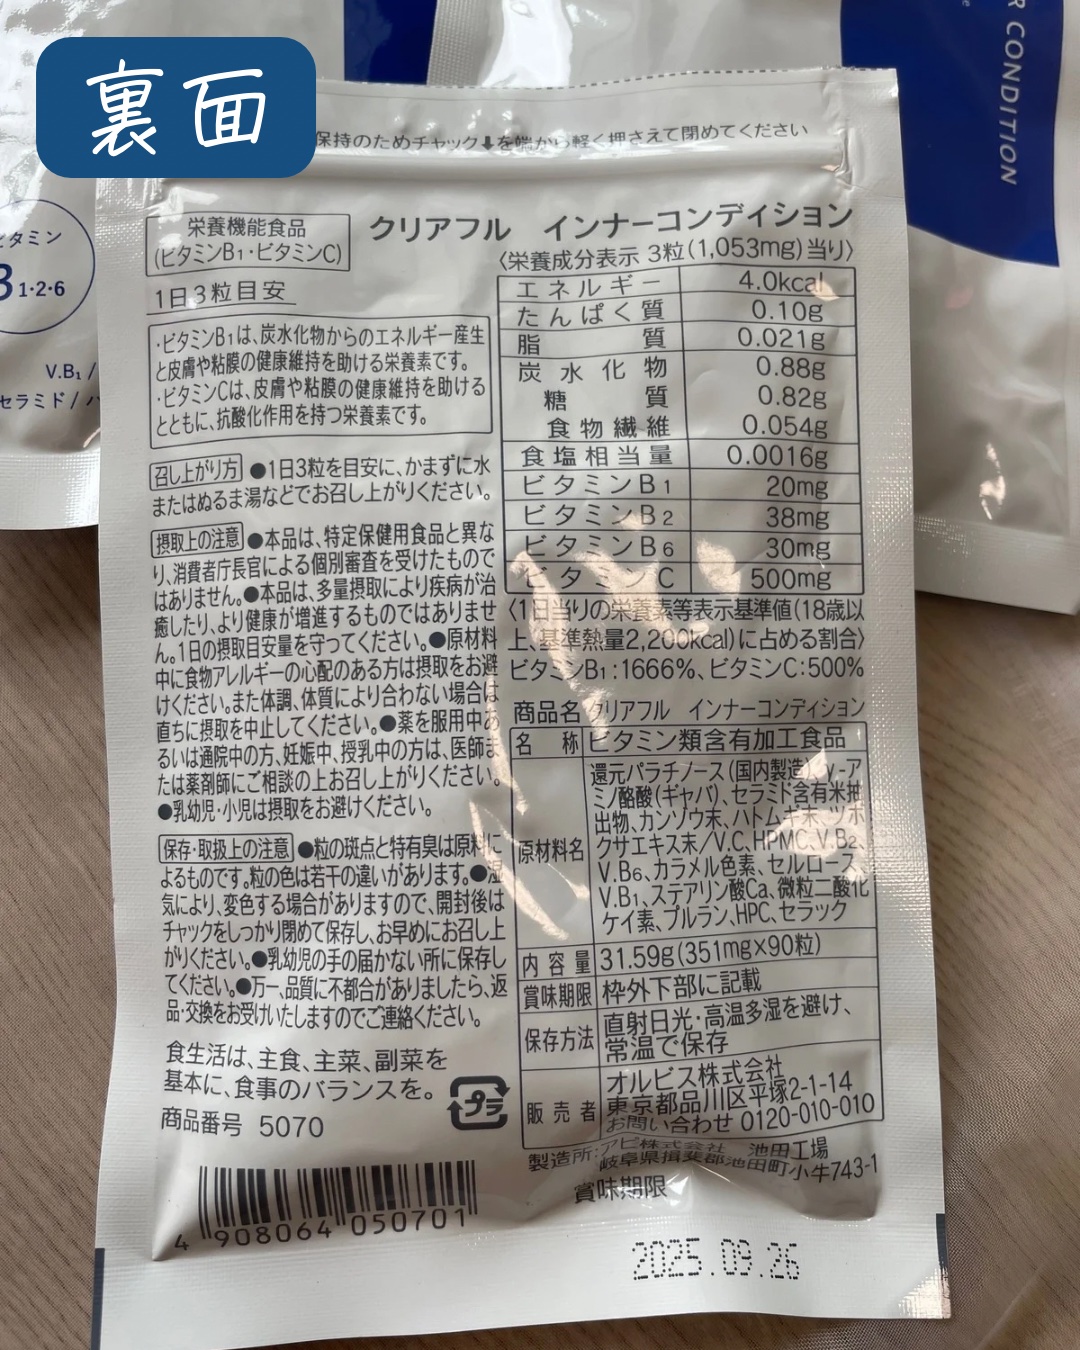 裏面
R CONDITION
保持のためチャック⬇を端から軽く押さえて閉めてください
ビタミン
B1・2・6
V.B₁ /
セラミド /
栄養機能食品
(ビタミンB₁・ビタミンC)
クリアフル インナーコンディション
1日3粒目安
・ビタミンB₁は、炭水化物からのエネルギー産生
と皮膚や粘膜の健康維持を助ける栄養素です。
・ビタミンCは、皮膚や粘膜の健康維持を助ける
とともに、抗酸化作用を持つ栄養素です。
召し上がり方 ●1日3粒を目安に、かまずに水
またはぬるま湯などでお召し上がりください。
摂取上の注意 ●本品は、特定保健用食品と異な
り、消費者庁長官による個別審査を受けたもので
はありません。●本品は、多量摂取により疾病が治
癒したり、より健康が増進するものではありませ
ん。1日の摂取目安量を守ってください。●原材料
中に食物アレルギーの心配のある方は摂取をお避
けください。また体調、体質により合わない場合は
直ちに摂取を中止してください。●薬を服用中あ
るいは通院中の方、妊娠中、授乳中の方は、医師ま
たは薬剤師にご相談の上お召し上がりください。
●乳幼児・小児は摂取をお避けください。
保存・取扱上の注意 ●粒の斑点と特有臭は原料に
よるものです。粒の色は若干の違いがあります。●湿
気により、変色する場合がありますので、開封後は
チャックをしっかり閉めて保存し、お早めにお召し上
がりください。●乳幼児の手の届かない所に保存し
てください。●万一、品質に不都合がありましたら、返
品・交換をお受けいたしますのでご連絡ください。
食生活は、主食、主菜、副菜を
基本に、食事のバランスを。
プラ
商品番号 5070
4 908064 050701
〈栄養成分表示 3粒(1,053mg)当り〉
エネルギー 4.0kcal
たんぱく質 0.10g
脂質 0.021g
炭水化物 0.88g
糖質 0.82g
食物繊維 0.054g
食塩相当量 0.0016g
ビタミンB₁ 20mg
ビタミンB₂ 38mg
ビタミンB₆ 30mg
ビタミンC 500mg
〈1日当りの栄養素等表示基準値(18歳以
上、基準熱量2,200kcal)に占める割合〉
ビタミンB₁:1666%、ビタミンC:500%
商品名 クリアフル インナーコンディション
名称 ビタミン類含有加工食品
原材料名 還元パラチノース(国内製造)、γ-ア
ミノ酪酸(ギャバ)、セラミド含有米抽
出物、カンゾウ末、ハトムギ末、ツボ
クサエキス末/V.C、HPMC、V.B₂、
V.B₆、カラメル色素、セルロース、
V.B₁、ステアリン酸Ca、微粒二酸化
ケイ素、プルラン、HPC、セラック
内容量 31.59g(351mg×90粒)
賞味期限 枠外下部に記載
保存方法 直射日光・高温多湿を避け、
常温で保存
販売者 オルビス株式会社
東京都品川区平塚2-1-14
お問い合わせ 0120-010-010
製造所:アピ株式会社 池田工場
岐阜県揖斐郡池田町小牛743-1
賞味期限
2025.09.26